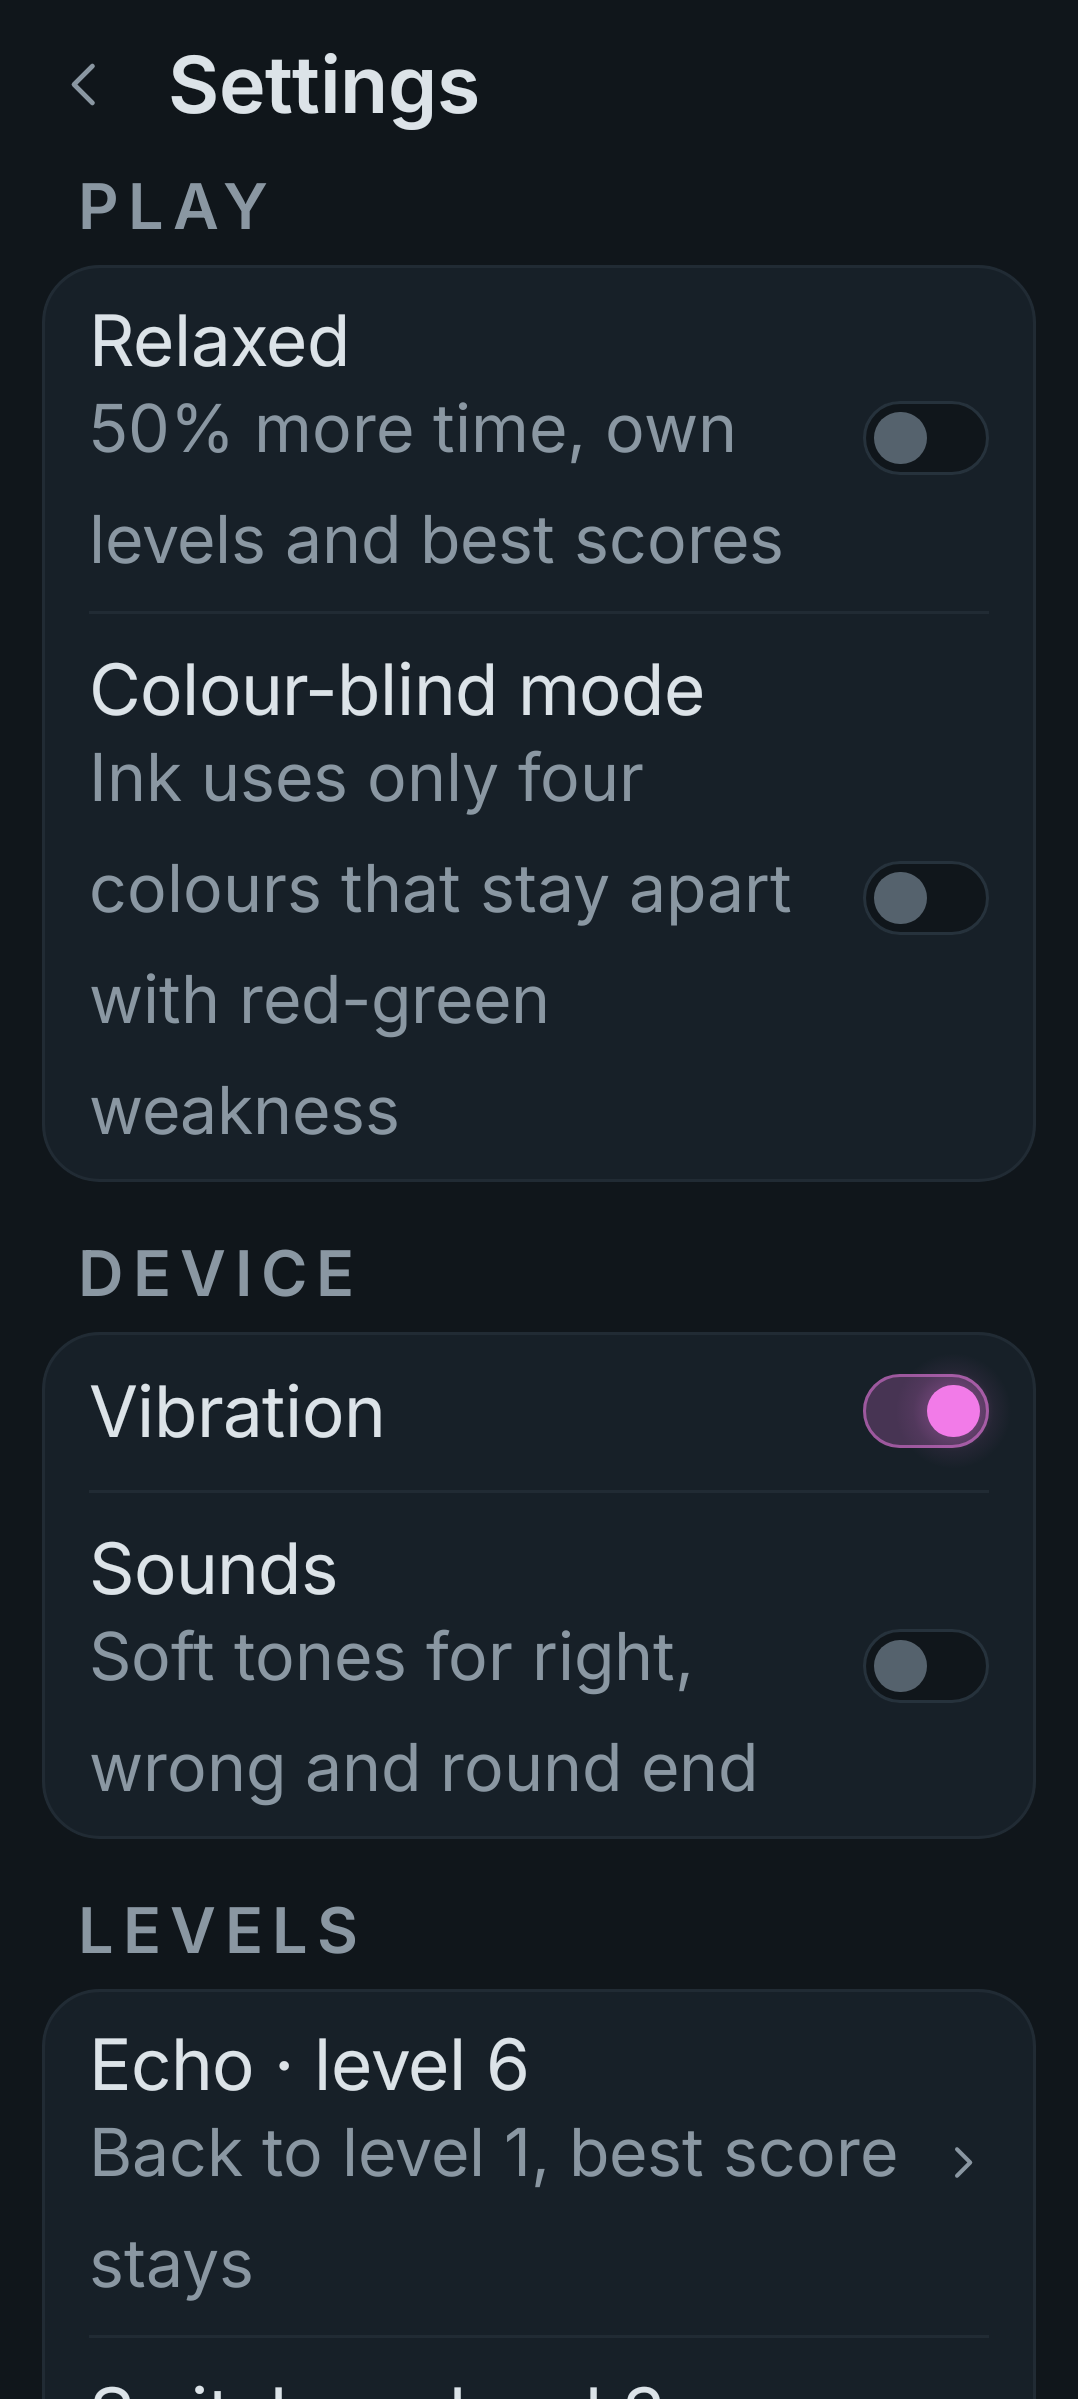 Settings
PLAY
Relaxed
50% more time, own
levels and best scores
Colour-blind mode
Ink uses only four
colours that stay apart
with red-green
weakness
DEVICE
Vibration
Sounds
Soft tones for right,
wrong and round end
LEVELS
Echo · level 6
Back to level 1, best score
stays